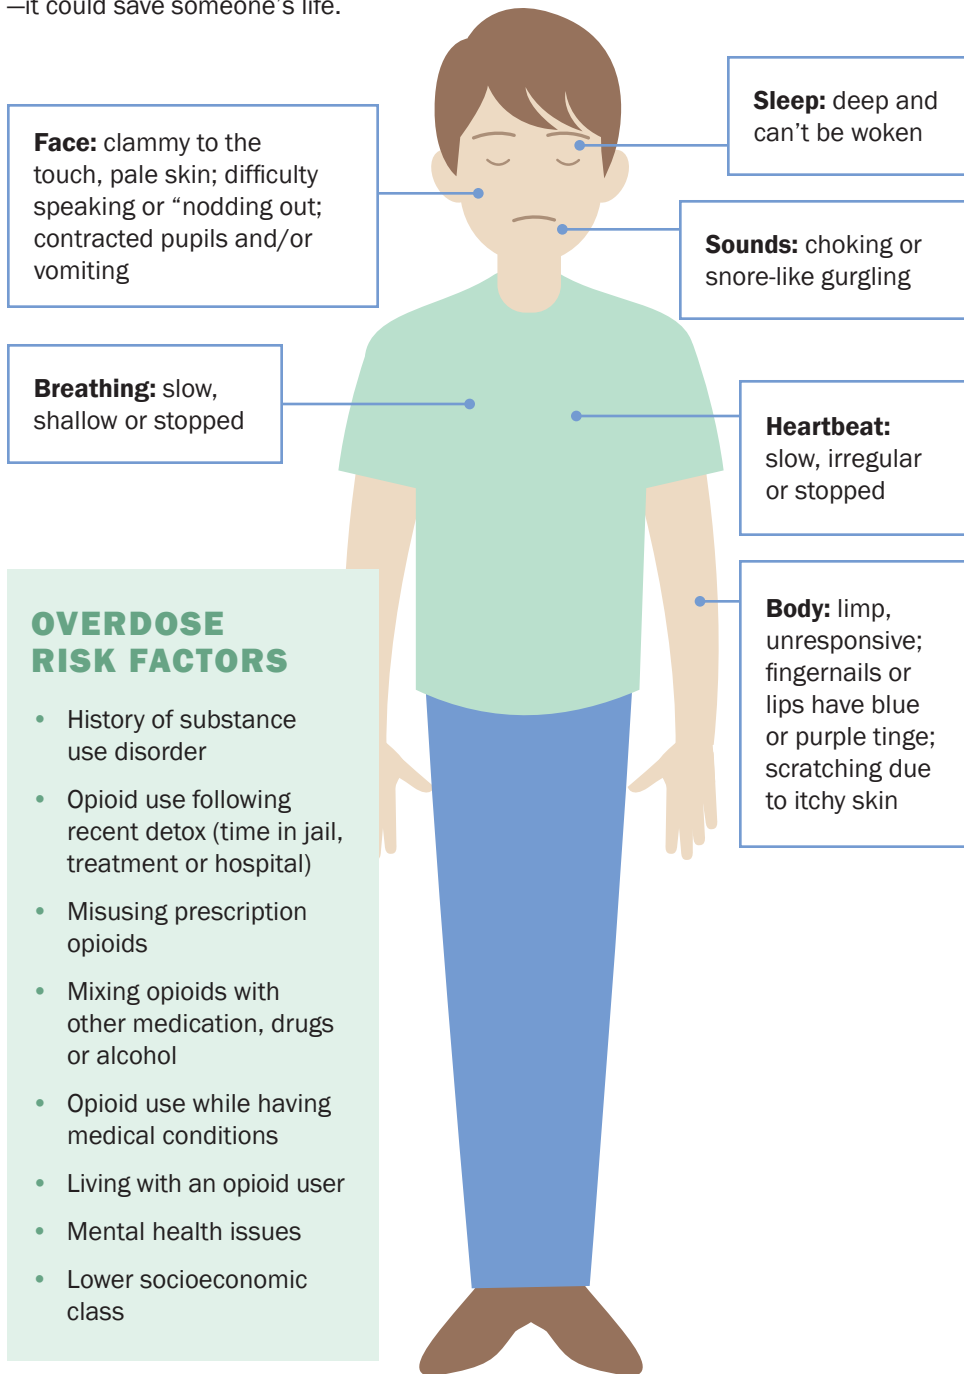 —it could save someone's life.
Face: clammy to the
touch, pale skin; difficulty
speaking or “nodding out;
contracted pupils and/or
vomiting
Sleep: deep and
can't be woken
Sounds: choking or
snore-like gurgling
Breathing: slow,
shallow or stopped
Heartbeat:
slow, irregular
or stopped
Body: limp,
unresponsive;
fingernails or
lips have blue
or purple tinge;
scratching due
to itchy skin
OVERDOSE
RISK FACTORS
• History of substance
use disorder
• Opioid use following
recent detox (time in jail,
treatment or hospital)
• Misusing prescription
opioids
• Mixing opioids with
other medication, drugs
or alcohol
• Opioid use while having
medical conditions
• Living with an opioid user
• Mental health issues
• Lower socioeconomic
class